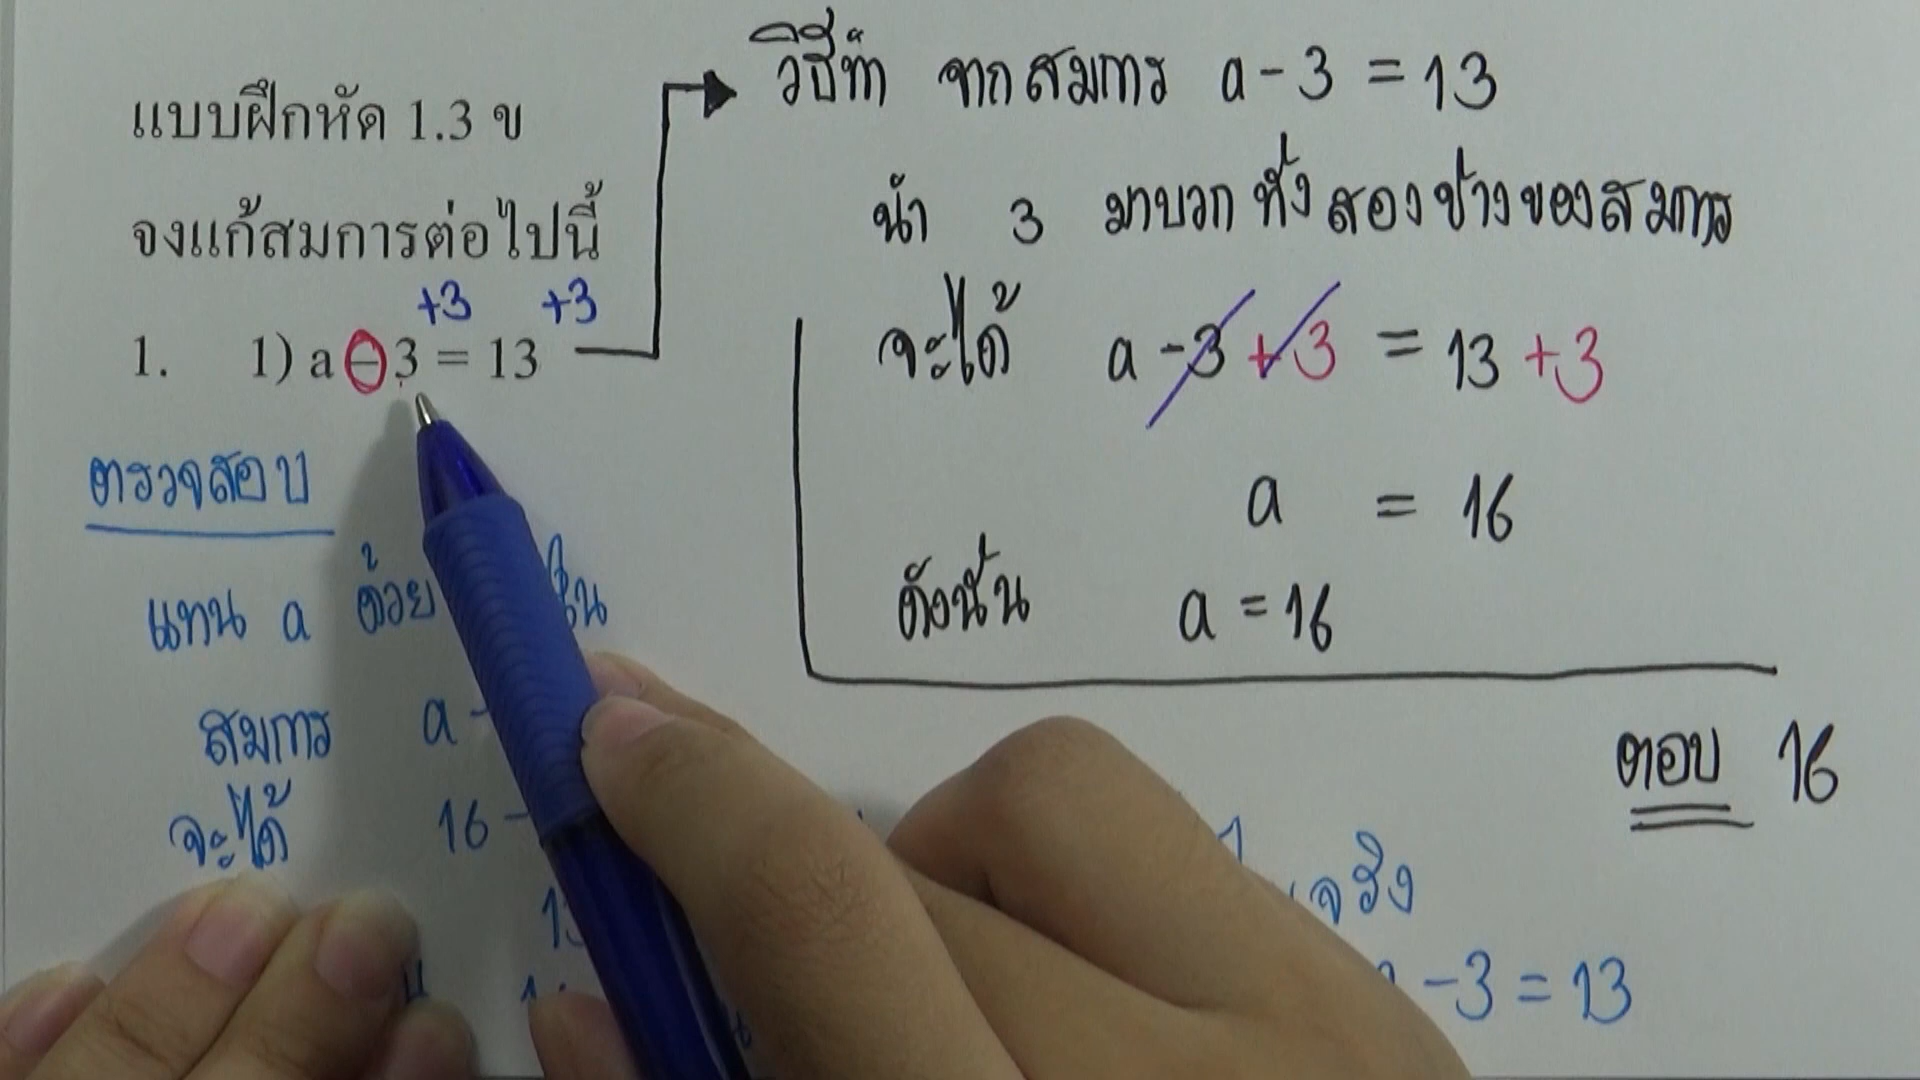 แบบฝึกหัด 1.3 ข
จงแก้สมการต่อไปนี้
+3 +3
1. 1) a – 3 = 13
วิธีทำ จากสมการ a - 3 = 13
นำ 3 มาบวกทั้งสองข้างของสมการ
จะได้ a - 3 + 3 = 13 + 3
a = 16
ดังนั้น a = 16
ตอบ 16
ตรวจสอบ
แทน a ด้วย ใน
สมการ a -
จะได้ 16 -
จริง
- 3 = 13